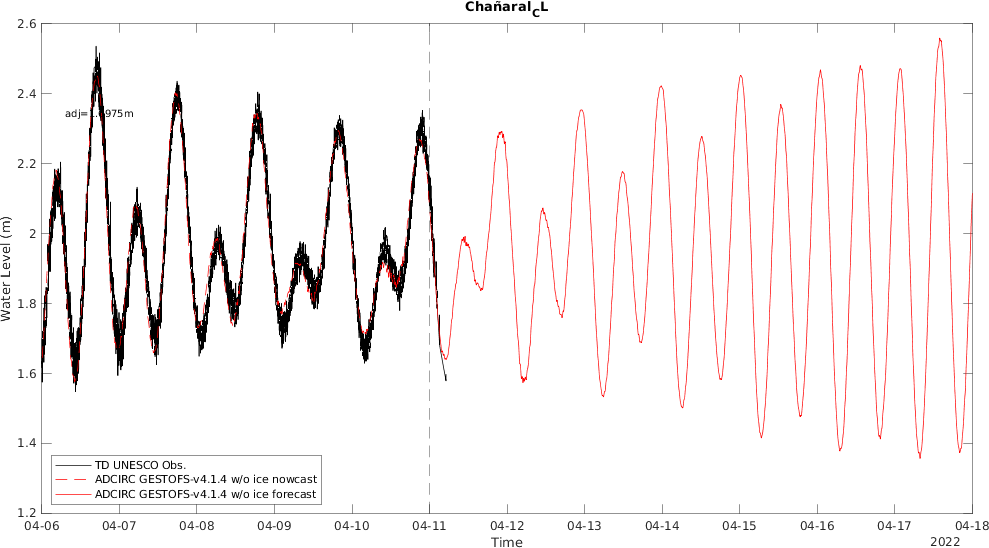 Chañaral_CL
2.6
2.4
2.2
2
1.8
1.6
1.4
1.2
Water Level (m)
TD UNESCO Obs.
ADCIRC GESTOFS-v4.1.4 w/o ice nowcast
ADCIRC GESTOFS-v4.1.4 w/o ice forecast
04-06 04-07 04-08 04-09 04-10 04-11 04-12 04-13 04-14 04-15 04-16 04-17 04-18
Time
2022